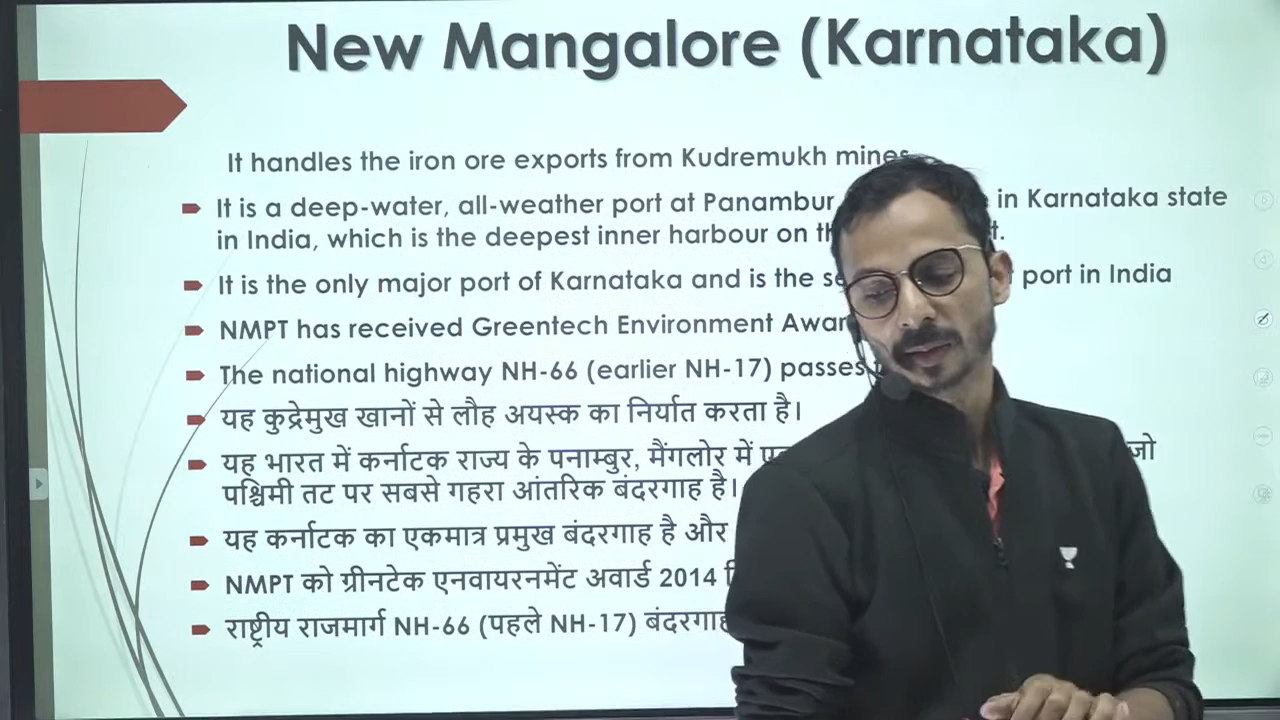 New Mangalore (Karnataka)
It handles the iron ore exports from Kudremukh mines
It is a deep-water, all-weather port at Panambur in Karnataka state
in India, which is the deepest inner harbour on
It is the only major port of Karnataka and is the port in India
NMPT has received Greentech Environment
The national highway NH-66 (earlier NH-17) passes
यह कुद्रेमुख खानों से लौह अयस्क का निर्यात करता है।
यह भारत में कर्नाटक राज्य के पनाम्बुर, मैंगलोर में जो
पश्चिमी तट पर सबसे गहरा आंतरिक बंदरगाह है।
यह कर्नाटक का एकमात्र प्रमुख बंदरगाह है और
NMPT को ग्रीनटेक एनवायरनमेंट अवार्ड 2014
राष्ट्रीय राजमार्ग NH-66 (पहले NH-17)